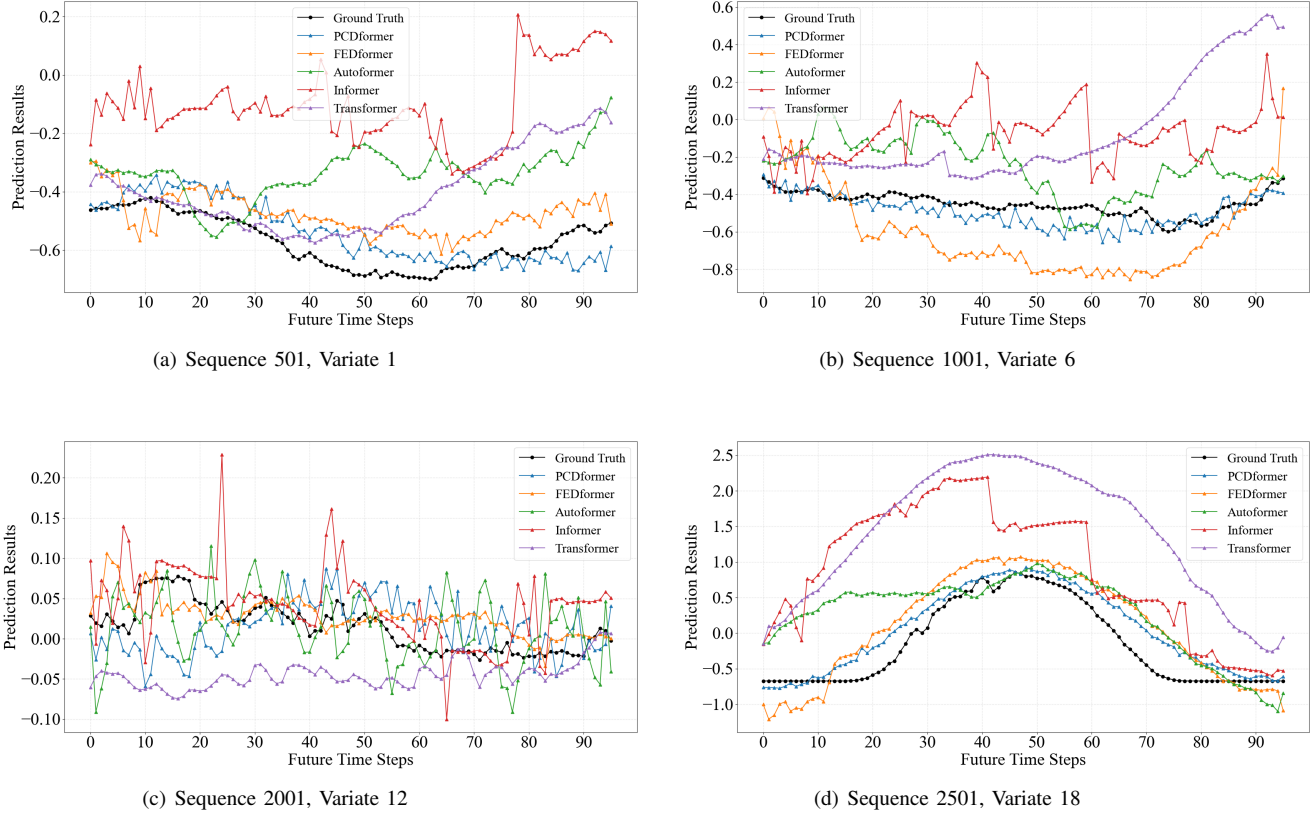 0.2
0.0
−0.2
−0.4
−0.6
Prediction Results
Ground Truth
PCDformer
FEDformer
Autoformer
Informer
Transformer
0 10 20 30 40 50 60 70 80 90
Future Time Steps
(a) Sequence 501, Variate 1
0.6
0.4
0.2
0.0
−0.2
−0.4
−0.6
−0.8
Prediction Results
Ground Truth
PCDformer
FEDformer
Autoformer
Informer
Transformer
0 10 20 30 40 50 60 70 80 90
Future Time Steps
(b) Sequence 1001, Variate 6
0.20
0.15
0.10
0.05
0.00
−0.05
−0.10
Prediction Results
Ground Truth
PCDformer
FEDformer
Autoformer
Informer
Transformer
0 10 20 30 40 50 60 70 80 90
Future Time Steps
(c) Sequence 2001, Variate 12
2.5
2.0
1.5
1.0
0.5
0.0
−0.5
−1.0
Prediction Results
Ground Truth
PCDformer
FEDformer
Autoformer
Informer
Transformer
0 10 20 30 40 50 60 70 80 90
Future Time Steps
(d) Sequence 2501, Variate 18